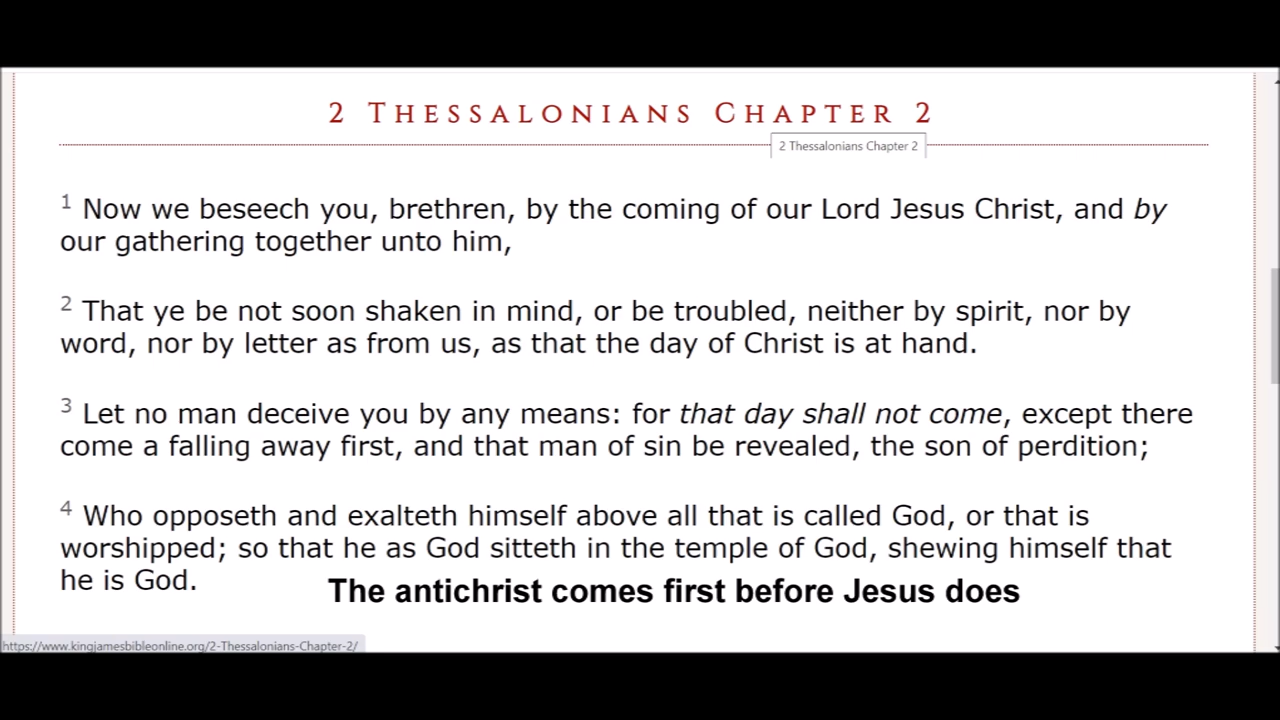 2 Thessalonians Chapter 2
2 Thessalonians Chapter 2
1 Now we beseech you, brethren, by the coming of our Lord Jesus Christ, and by
our gathering together unto him,
2 That ye be not soon shaken in mind, or be troubled, neither by spirit, nor by
word, nor by letter as from us, as that the day of Christ is at hand.
3 Let no man deceive you by any means: for that day shall not come, except there
come a falling away first, and that man of sin be revealed, the son of perdition;
4 Who opposeth and exalteth himself above all that is called God, or that is
worshipped; so that he as God sitteth in the temple of God, shewing himself that
he is God.
The antichrist comes first before Jesus does
https://www.kingjamesbibleonline.org/2-Thessalonians-Chapter-2/